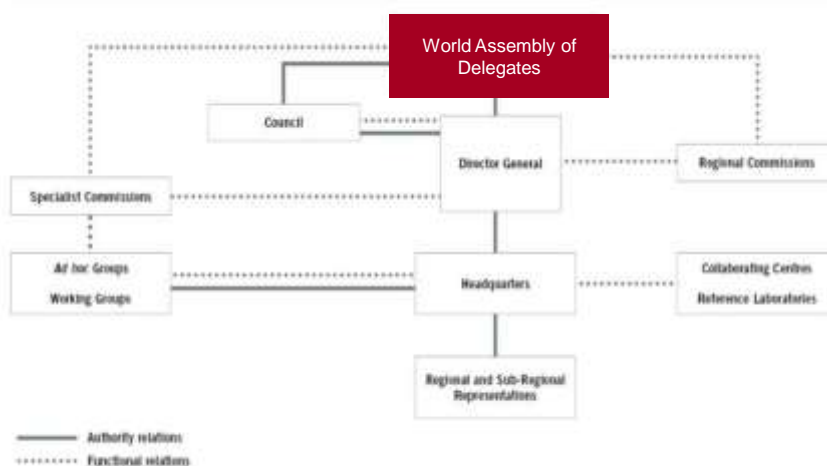 World Assembly of
Delegates
Council
Director General
Regional Commissions
Specialist Commissions
Ad hoc Groups
Working Groups
Headquarters
Collaborating Centres
Reference Laboratories
Regional and Sub-Regional
Representations
Authority relations
Functional relations